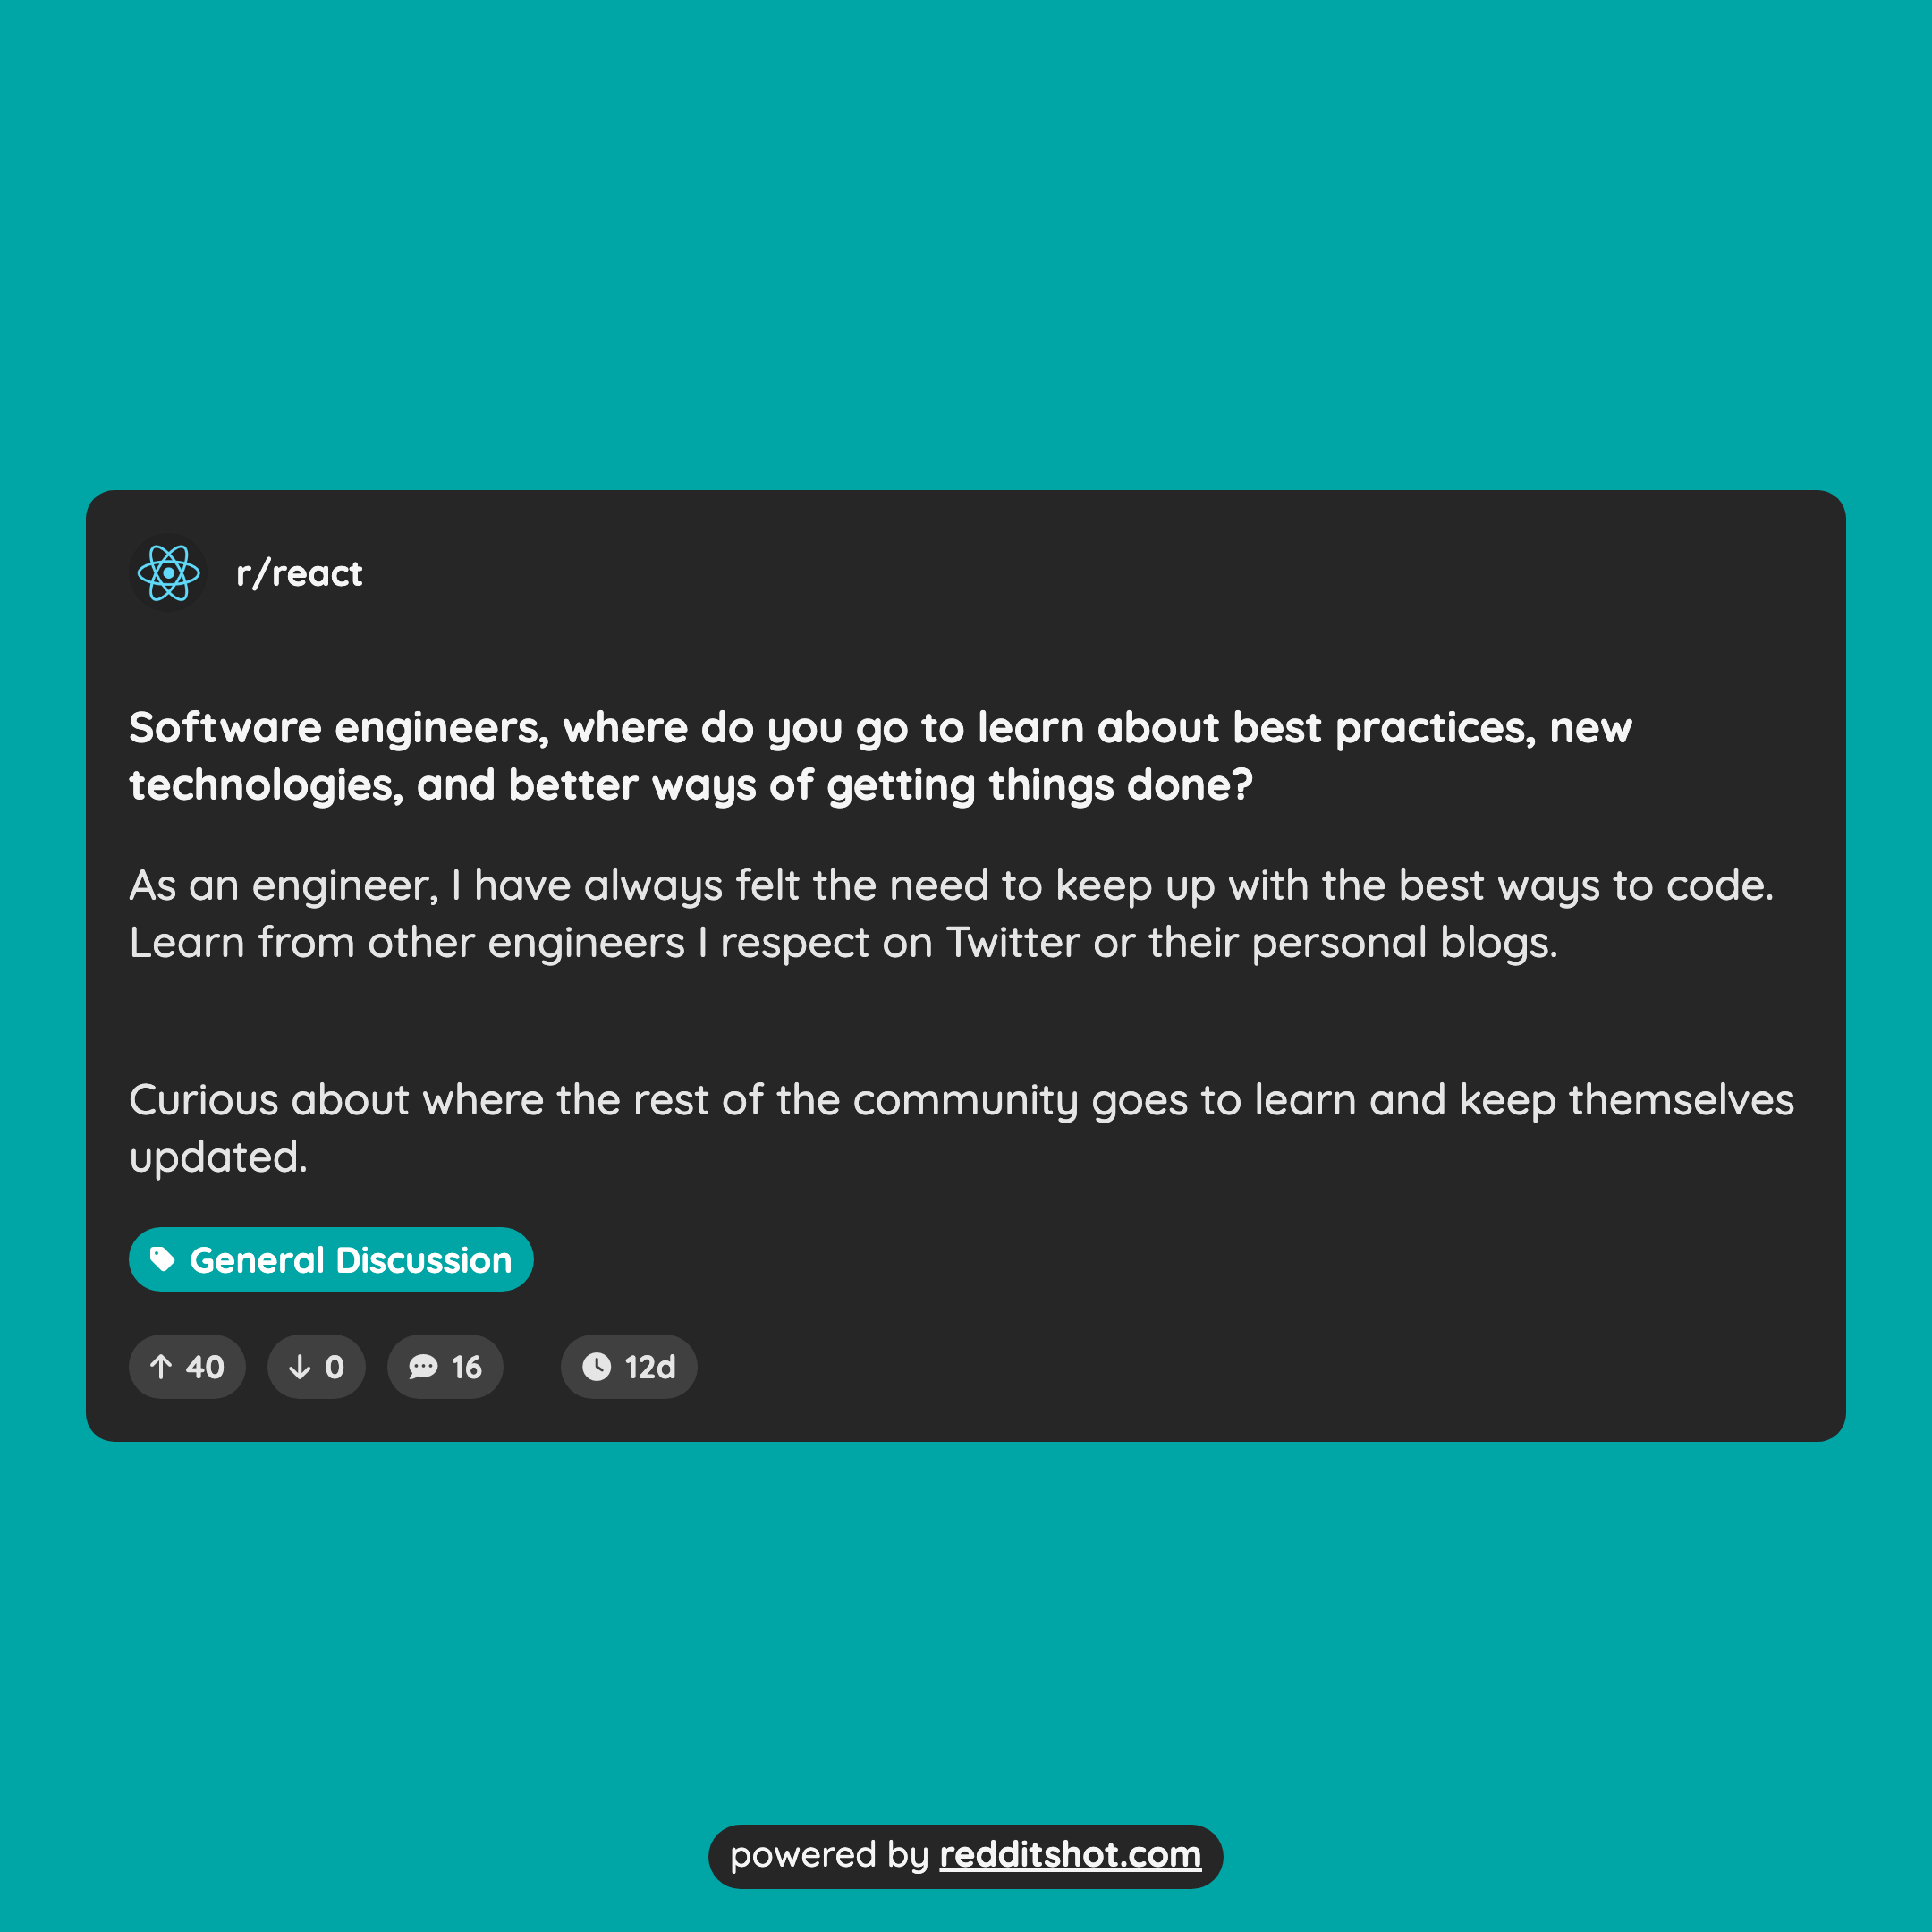 r/react
Software engineers, where do you go to learn about best practices, new
technologies, and better ways of getting things done?
As an engineer, I have always felt the need to keep up with the best ways to code.
Learn from other engineers I respect on Twitter or their personal blogs.
Curious about where the rest of the community goes to learn and keep themselves
updated.
General Discussion
40 0 16 12d
powered by redditshot.com